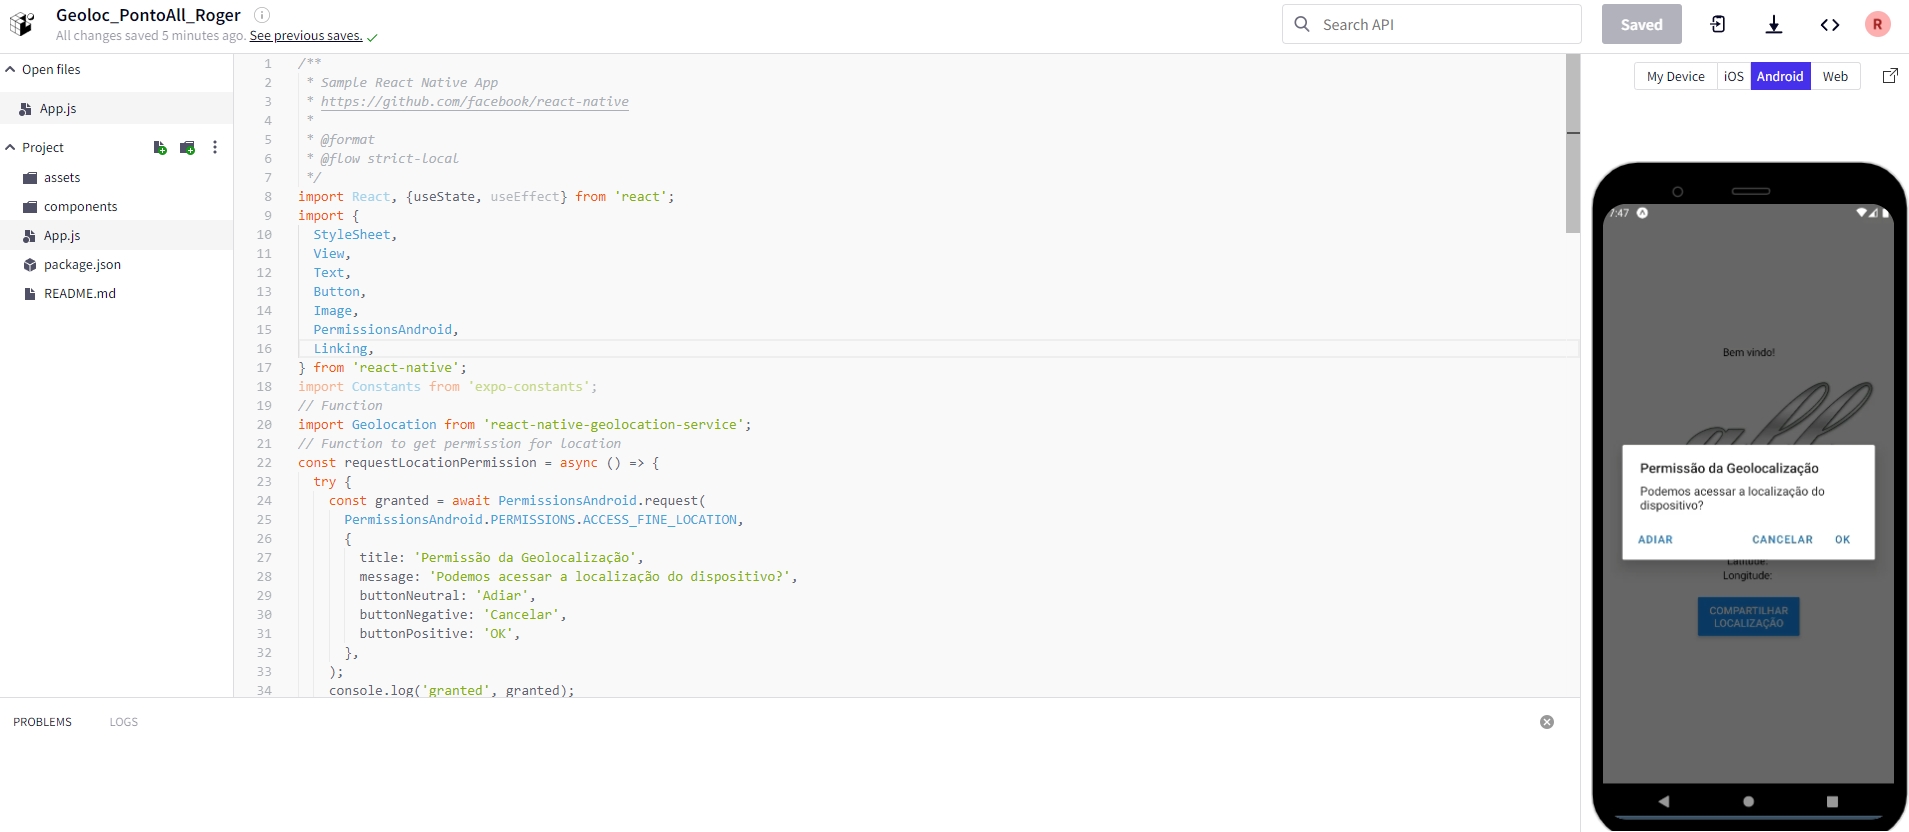 Geoloc_PontoAll_Roger
All changes saved 5 minutes ago. See previous saves.
Search API
Saved
R
Open files
App.js
Project
assets
components
App.js
package.json
README.md
1 /**
2  * Sample React Native App
3  * https://github.com/facebook/react-native
4  *
5  * @format
6  * @flow strict-local
7  */
8 import React, {useState, useEffect} from 'react';
9 import {
10   StyleSheet,
11   View,
12   Text,
13   Button,
14   Image,
15   PermissionsAndroid,
16   Linking,
17 } from 'react-native';
18 import Constants from 'expo-constants';
19 // Function
20 import Geolocation from 'react-native-geolocation-service';
21 // Function to get permission for location
22 const requestLocationPermission = async () => {
23   try {
24     const granted = await PermissionsAndroid.request(
25       PermissionsAndroid.PERMISSIONS.ACCESS_FINE_LOCATION,
26       {
27         title: 'Permissão da Geolocalização',
28         message: 'Podemos acessar a localização do dispositivo?',
29         buttonNeutral: 'Adiar',
30         buttonNegative: 'Cancelar',
31         buttonPositive: 'OK',
32       },
33     );
34     console.log('granted', granted);
PROBLEMS LOGS
My Device iOS Android Web
7:47
Bem vindo!
all
Permissão da Geolocalização
Podemos acessar a localização do
dispositivo?
ADIAR CANCELAR OK
Latitude:
Longitude:
COMPARTILHAR
LOCALIZAÇÃO